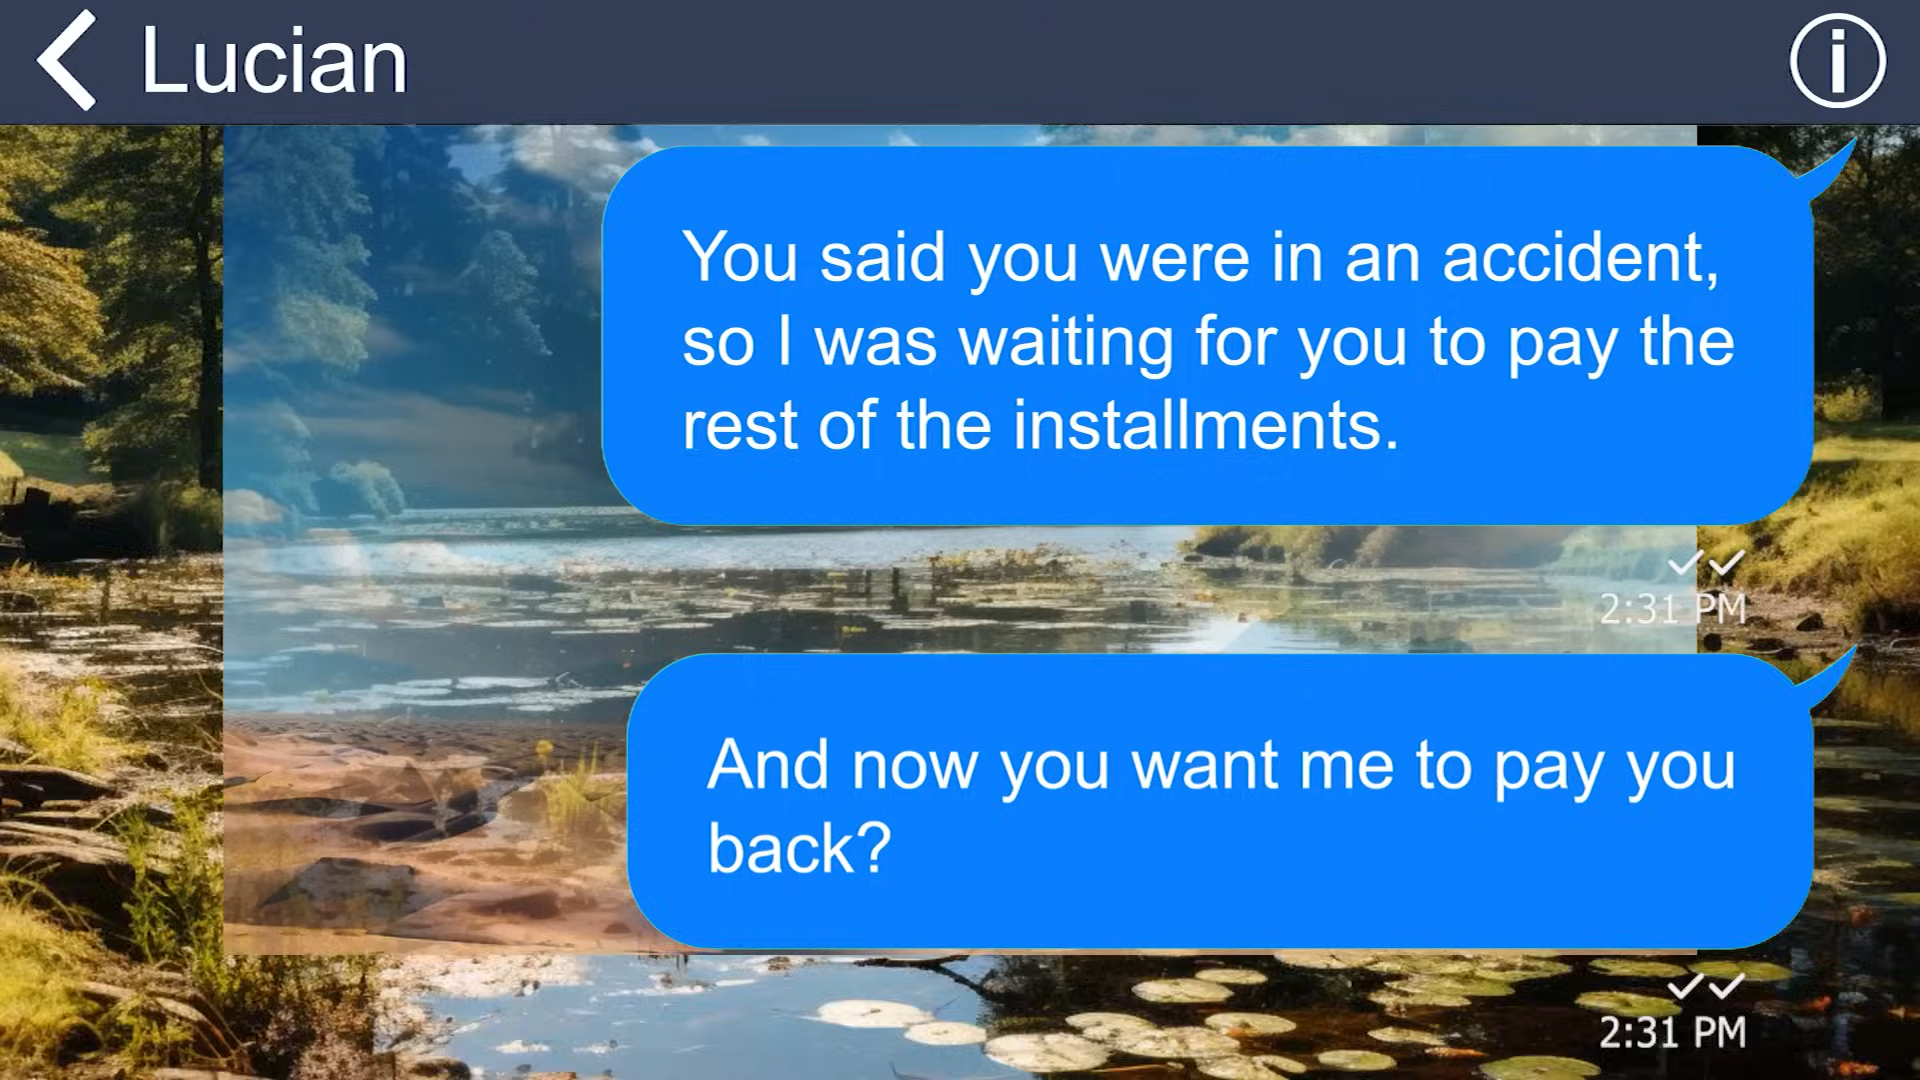 Lucian
You said you were in an accident,
so I was waiting for you to pay the
rest of the installments.
2:31 PM
And now you want me to pay you
back?
2:31 PM